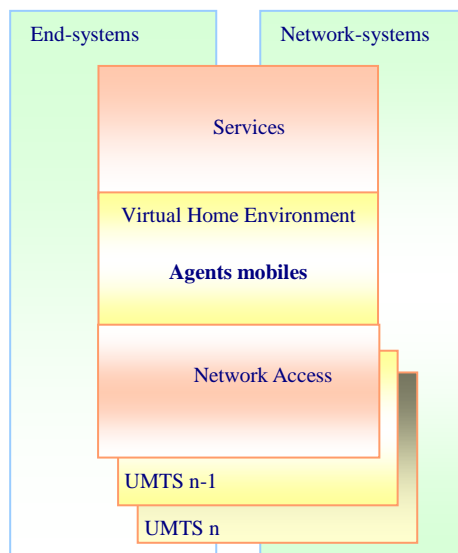 End-systems
Network-systems
Services
Virtual Home Environment
Agents mobiles
Network Access
UMTS n-1
UMTS n